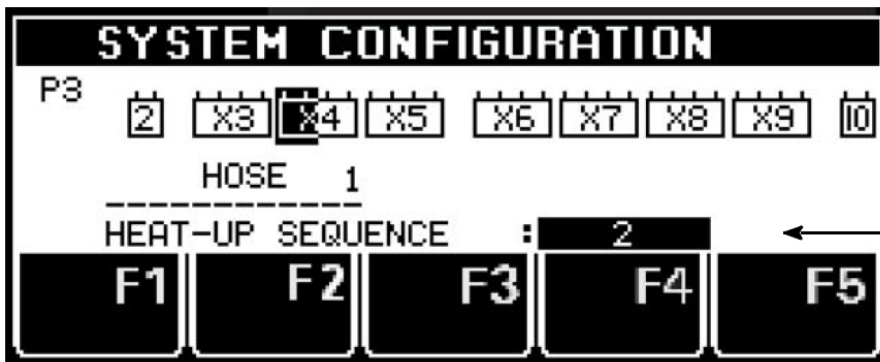 SYSTEM CONFIGURATION
P3
2 X3 X4 X5 X6 X7 X8 X9 10
HOSE 1
HEAT-UP SEQUENCE : 2
F1 F2 F3 F4 F5